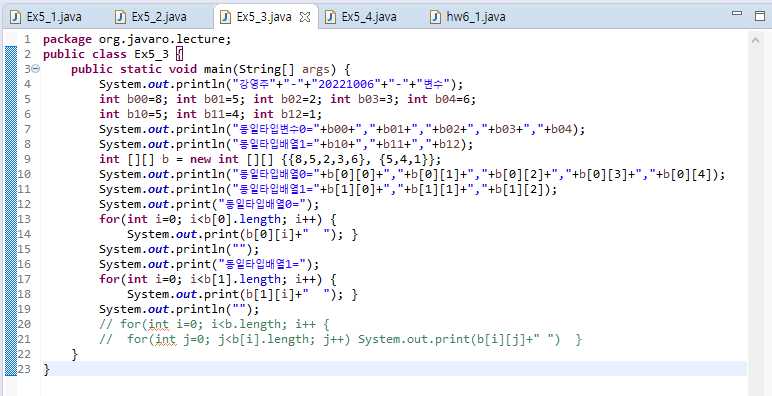 Ex5_1.java Ex5_2.java Ex5_3.java Ex5_4.java hw6_1.java
1 package org.javaro.lecture;
2 public class Ex5_3 {
3 public static void main(String[] args) {
4 System.out.println("강영주"+"-"+"20221006"+"-"+"변수");
5 int b00=8; int b01=5; int b02=2; int b03=3; int b04=6;
6 int b10=5; int b11=4; int b12=1;
7 System.out.println("동일타입변수0="+b00+","+b01+","+b02+","+b03+","+b04);
8 System.out.println("동일타입배열1="+b10+","+b11+","+b12);
9 int [][] b = new int [][] {{8,5,2,3,6}, {5,4,1}};
10 System.out.println("동일타입배열0="+b[0][0]+","+b[0][1]+","+b[0][2]+","+b[0][3]+","+b[0][4]);
11 System.out.println("동일타입배열1="+b[1][0]+","+b[1][1]+","+b[1][2]);
12 System.out.print("동일타입배열0=");
13 for(int i=0; i<b[0].length; i++) {
14 System.out.print(b[0][i]+"  "); }
15 System.out.println("");
16 System.out.print("동일타입배열1=");
17 for(int i=0; i<b[1].length; i++) {
18 System.out.print(b[1][i]+"  "); }
19 System.out.println("");
20 // for(int i=0; i<b.length; i++ {
21 //  for(int j=0; j<b[i].length; j++) System.out.print(b[i][j]+" ")  }
22 }
23 }